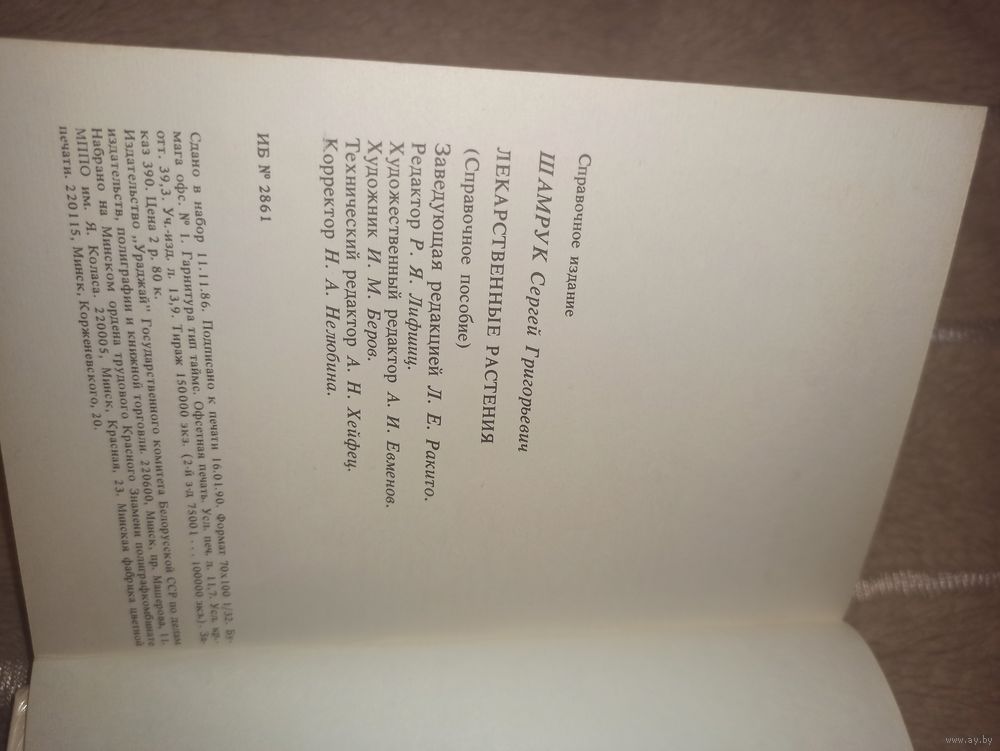 Справочное издание
ШАМРУК Сергей Григорьевич
ЛЕКАРСТВЕННЫЕ РАСТЕНИЯ
(Справочное пособие)
Заведующая редакцией Л. Е. Ракито.
Редактор Р. Я. Лифшиц.
Художественный редактор А. И. Евменов.
Художник И. М. Беров.
Технический редактор А. Н. Хейфец.
Корректор Н. А. Нелюбина.
ИБ № 2861
Сдано в набор 11.11.86. Подписано к печати 16.01.90. Формат 70х100 1/32. Бу-
мага офс. № 1. Гарнитура тип таймс. Офсетная печать. Усл. печ. л. 11,7. Усл. кр.-
отт. 39,3. Уч.-изд. л. 13,9. Тираж 150000 экз. (2-й з-д 75001 ... 100000 экз.). За-
каз 390. Цена 2 р. 80 к.
Издательство „Ураджай" Государственного комитета Белорусской ССР по делам
издательств, полиграфии и книжной торговли. 220600, Минск, пр. Машерова, 11.
Набрано на Минском ордена трудового Красного Знамени полиграфкомбинате
МППО им. Я. Коласа. 220005, Минск, Красная, 23. Минская фабрика цветной
печати. 220115, Минск, Корженевского, 20.
www.ay.by